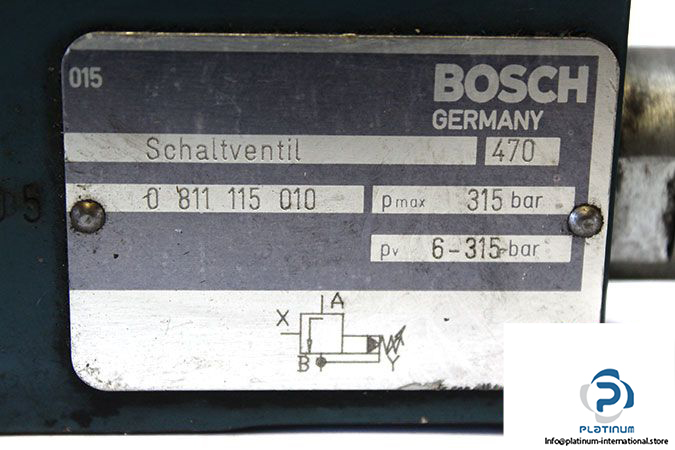 015
BOSCH
GERMANY
Schaltventil 470
0 811 115 010
pmax 315 bar
pv 6-315 bar
A
X
B Y
5
PLATINUM
Info@platinum-international.store